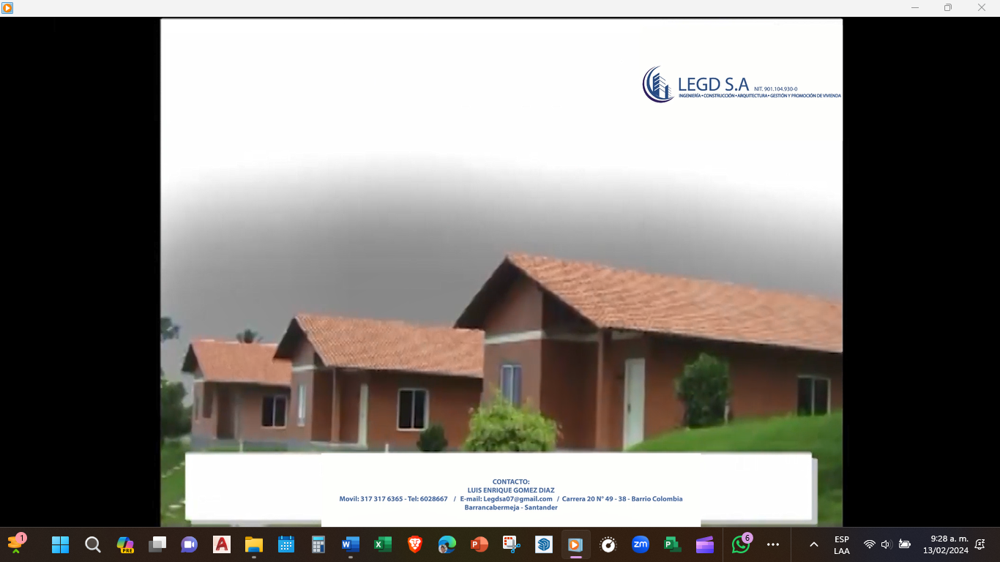 LEGD S.A NIT. 901.104.930-0
INGENIERÍA • CONSTRUCCIÓN • ARQUITECTURA • GESTIÓN Y PROMOCIÓN DE VIVIENDA
CONTACTO:
LUIS ENRIQUE GOMEZ DIAZ
Movil: 317 317 6365 - Tel: 6028667 / E-mail: Legdsa07@gmail.com / Carrera 20 N° 49 - 38 - Barrio Colombia
Barrancabermeja - Santander
1
PRE
A
W
X
P
zm
P
6
ESP
LAA
9:28 a. m.
13/02/2024